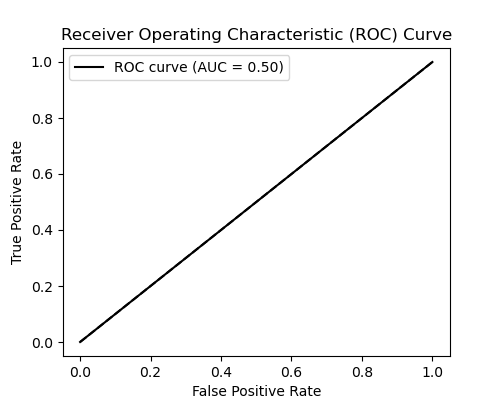 Receiver Operating Characteristic (ROC) Curve
ROC curve (AUC = 0.50)
True Positive Rate
1.0
0.8
0.6
0.4
0.2
0.0
0.0 0.2 0.4 0.6 0.8 1.0
False Positive Rate